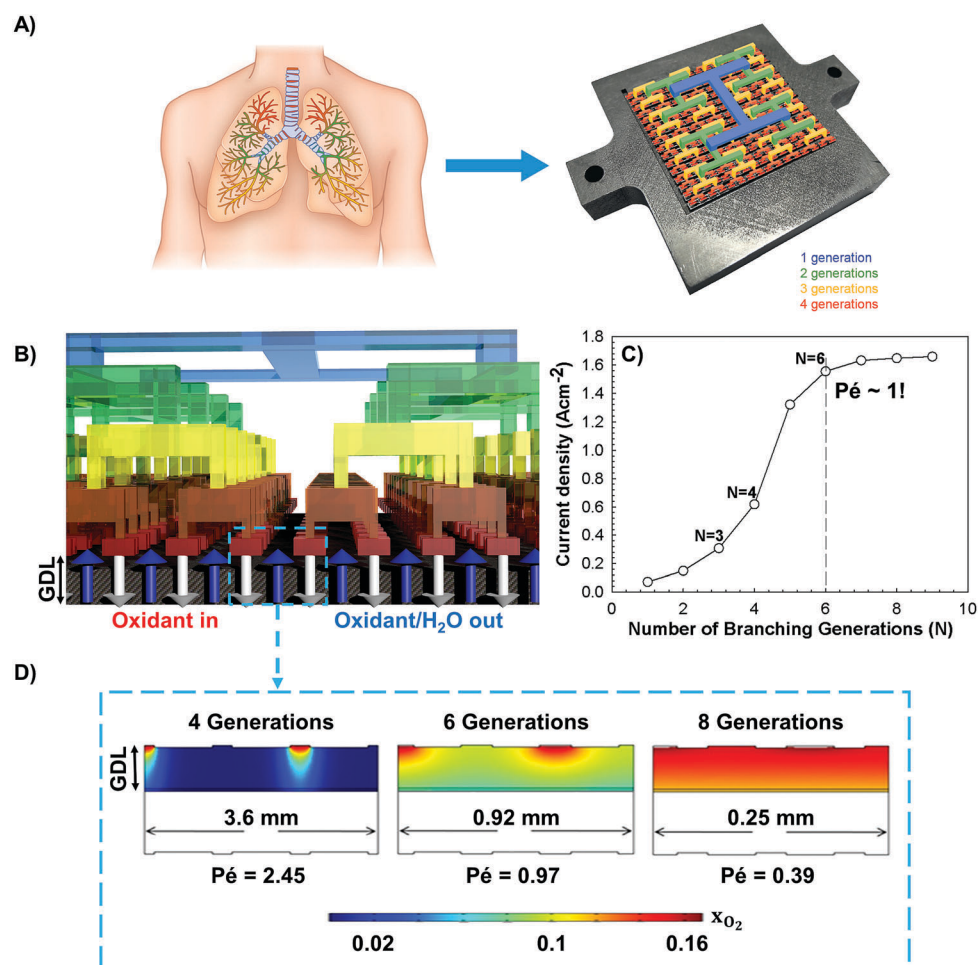 A)
1 generation
2 generations
3 generations
4 generations
B)
GDL
Oxidant in
Oxidant/H₂O out
C)
Current density (Acm⁻²)
1.8
1.6
1.4
1.2
1.0
0.8
0.6
0.4
0.2
0.0
N=6
Pé ~ 1!
N=4
N=3
0 2 4 6 8 10
Number of Branching Generations (N)
D)
4 Generations 6 Generations 8 Generations
GDL
3.6 mm 0.92 mm 0.25 mm
Pé = 2.45 Pé = 0.97 Pé = 0.39
x_O₂
0.02 0.1 0.16